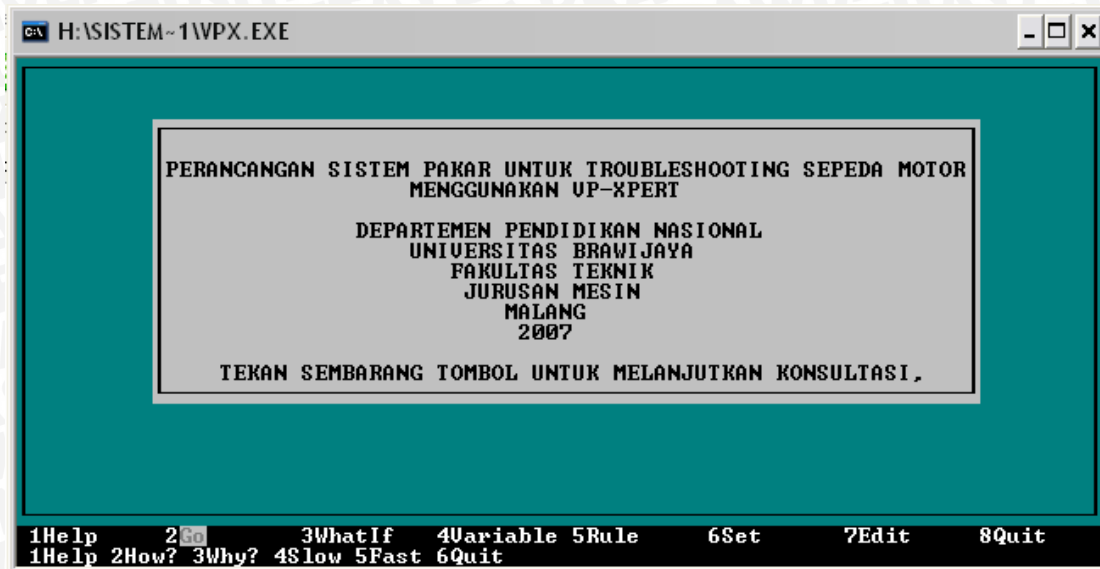 H:\SISTEM~1\VPX.EXE
PERANCANGAN SISTEM PAKAR UNTUK TROUBLESHOOTING SEPEDA MOTOR
MENGGUNAKAN VP-XPERT
DEPARTEMEN PENDIDIKAN NASIONAL
UNIVERSITAS BRAWIJAYA
FAKULTAS TEKNIK
JURUSAN MESIN
MALANG
2007
TEKAN SEMBARANG TOMBOL UNTUK MELANJUTKAN KONSULTASI.
1Help 2Go 3WhatIf 4Variable 5Rule 6Set 7Edit 8Quit
1Help 2How? 3Why? 4Slow 5Fast 6Quit